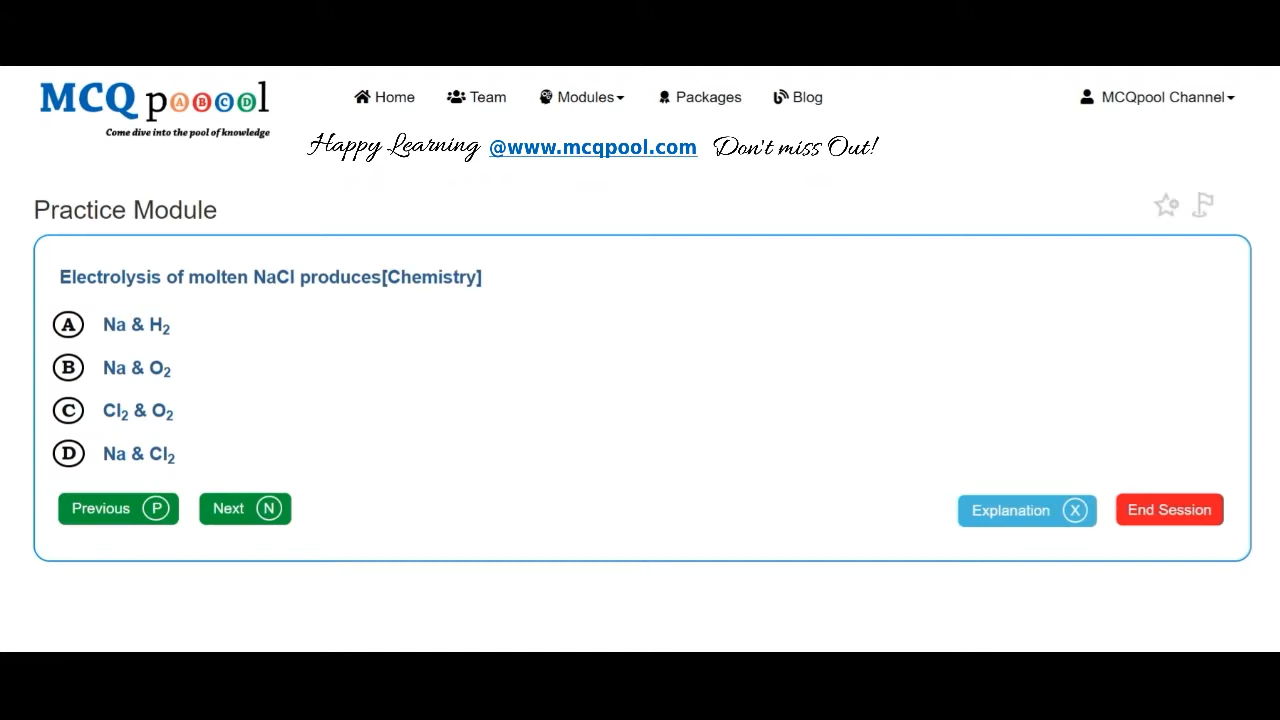 MCQ pooool
Come dive into the pool of knowledge
Home Team Modules Packages Blog MCQpool Channel
Happy Learning @www.mcqpool.com Don't miss Out!
Practice Module
Electrolysis of molten NaCl produces[Chemistry]
A Na & H₂
B Na & O₂
C Cl₂ & O₂
D Na & Cl₂
Previous P Next N Explanation X End Session